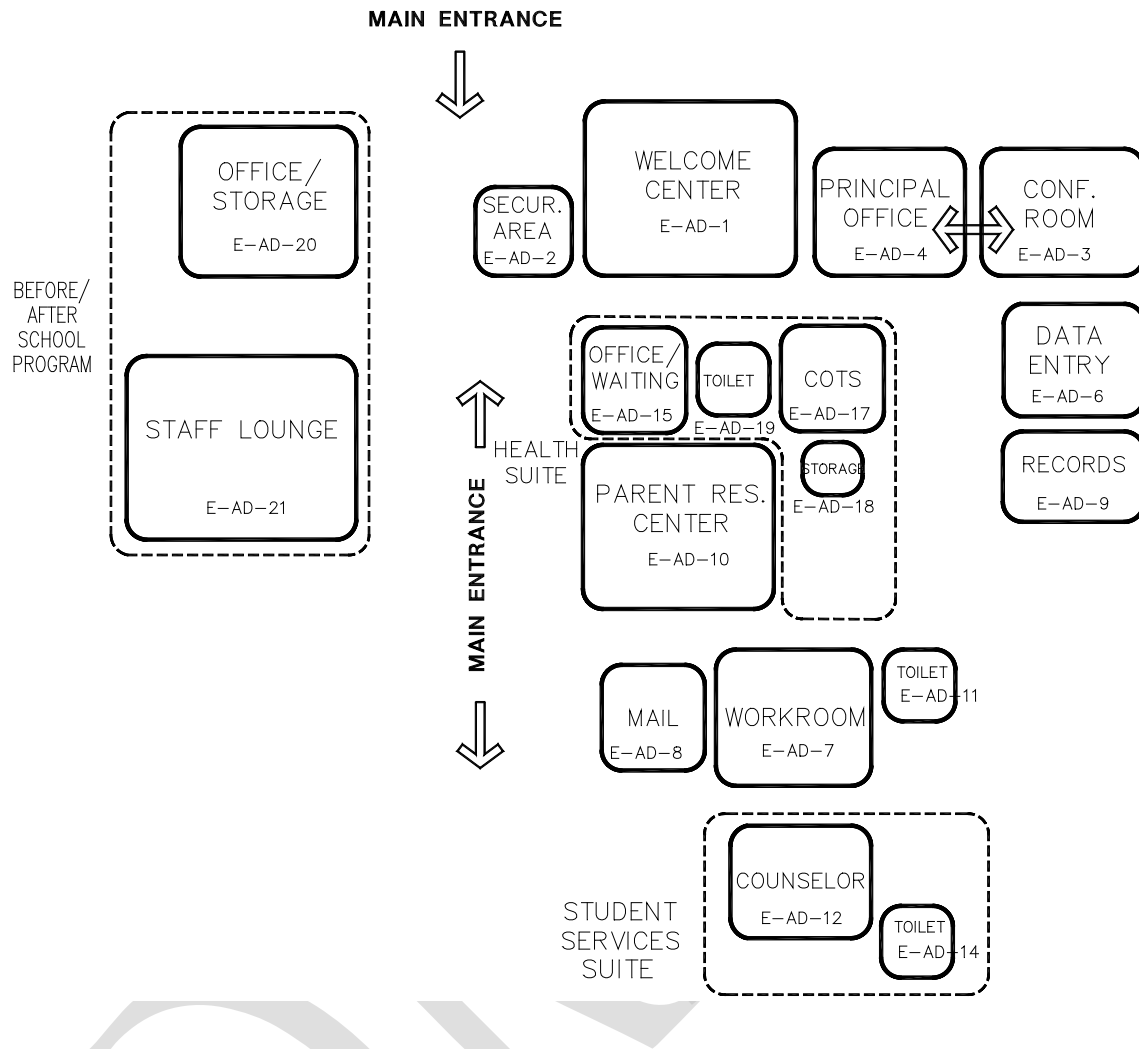 MAIN ENTRANCE
OFFICE/
STORAGE
E-AD-20
BEFORE/
AFTER
SCHOOL
PROGRAM
STAFF LOUNGE
E-AD-21
SECUR.
AREA
E-AD-2
WELCOME
CENTER
E-AD-1
PRINCIPAL
OFFICE
E-AD-4
CONF.
ROOM
E-AD-3
OFFICE/
WAITING
E-AD-15
TOILET
E-AD-19
COTS
E-AD-17
DATA
ENTRY
E-AD-6
HEALTH
SUITE
MAIN ENTRANCE
PARENT RES.
CENTER
E-AD-10
STORAGE
E-AD-18
RECORDS
E-AD-9
MAIL
E-AD-8
WORKROOM
E-AD-7
TOILET
E-AD-11
COUNSELOR
E-AD-12
TOILET
E-AD-14
STUDENT
SERVICES
SUITE